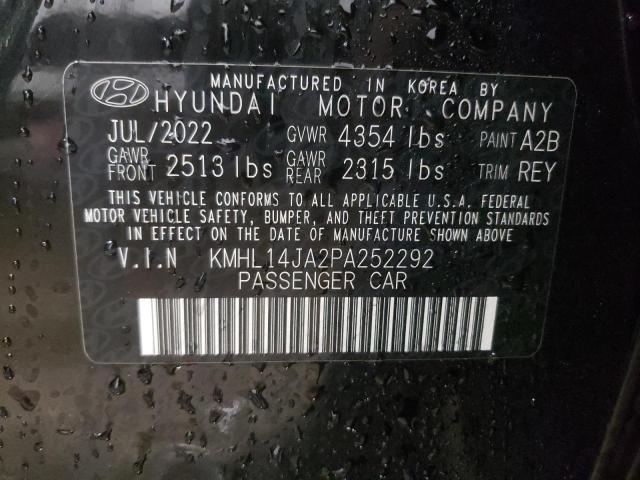 MANUFACTURED IN KOREA BY
HYUNDAI MOTOR COMPANY
JUL/2022 GVWR 4354 lbs PAINT A2B
GAWR FRONT 2513 lbs GAWR REAR 2315 lbs TRIM REY
THIS VEHICLE CONFORMS TO ALL APPLICABLE U.S.A. FEDERAL
MOTOR VEHICLE SAFETY, BUMPER, AND THEFT PREVENTION STANDARDS
IN EFFECT ON THE DATE OF MANUFACTURE SHOWN ABOVE.
V.I.N KMHL14JA2PA252292
PASSENGER CAR